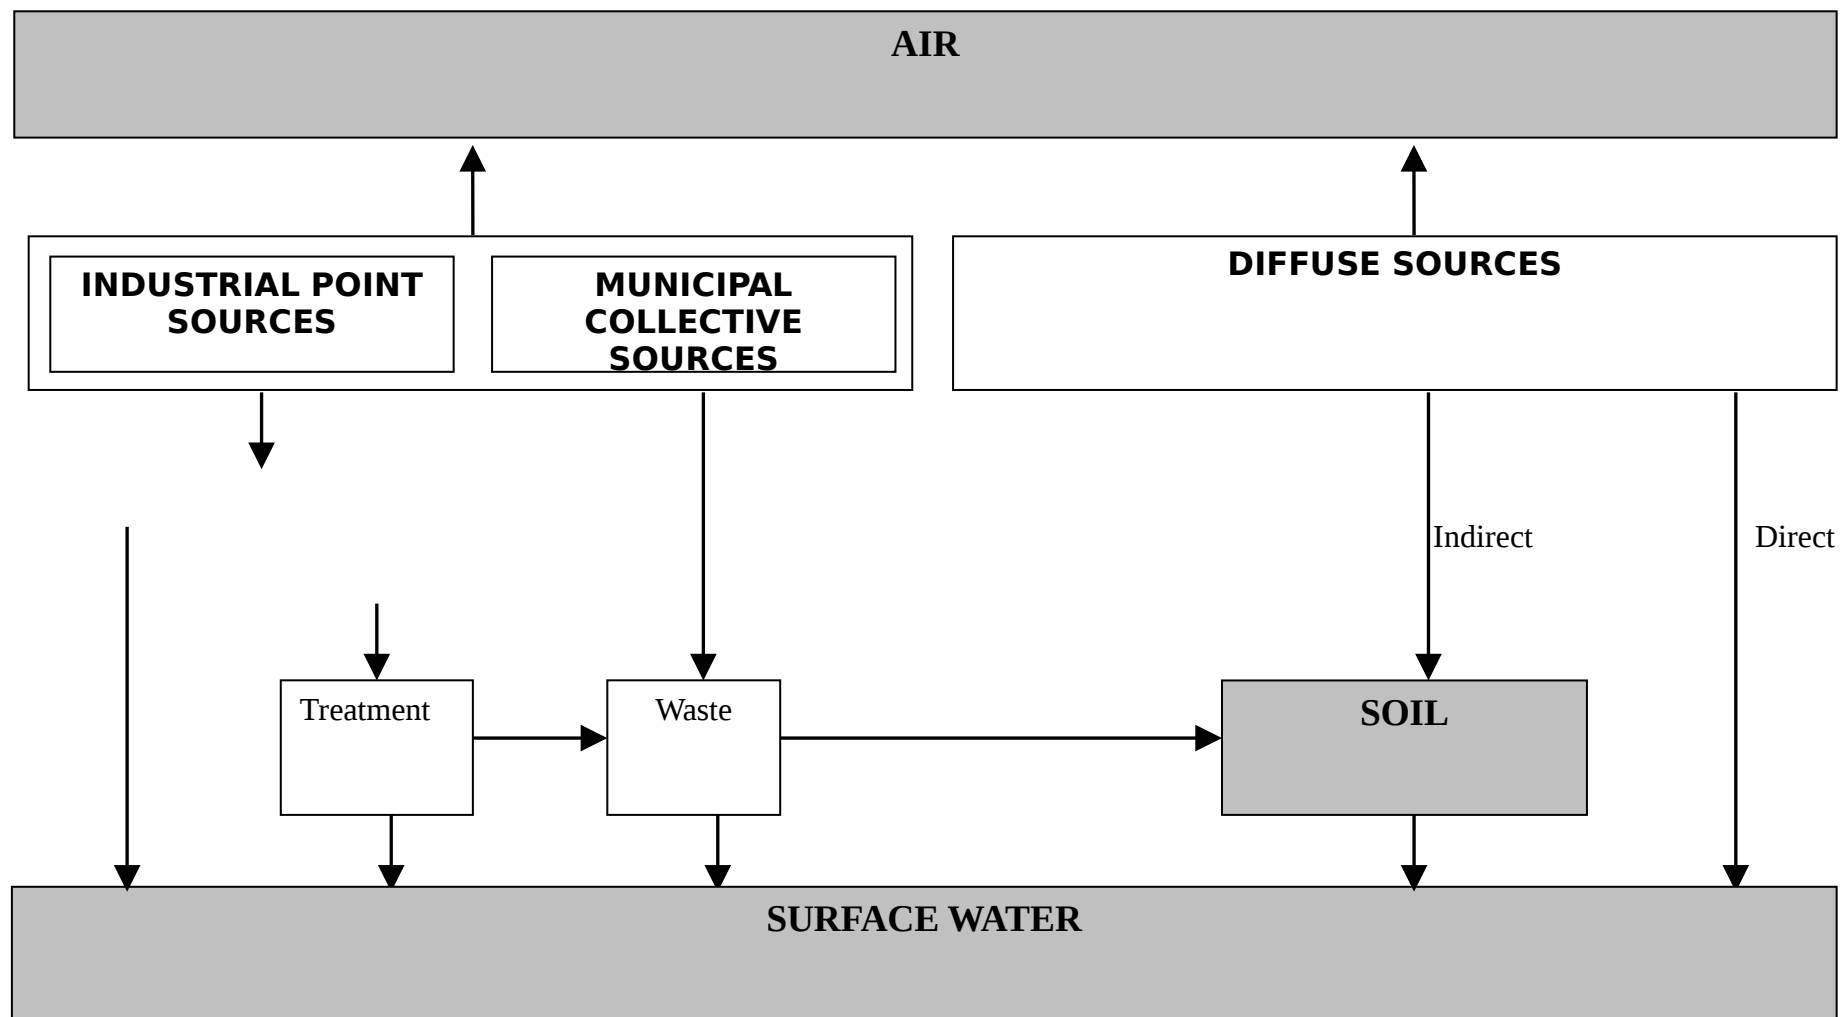 AIR
INDUSTRIAL POINT
SOURCES
MUNICIPAL
COLLECTIVE
SOURCES
DIFFUSE SOURCES
Indirect
Direct
Treatment
Waste
SOIL
SURFACE WATER